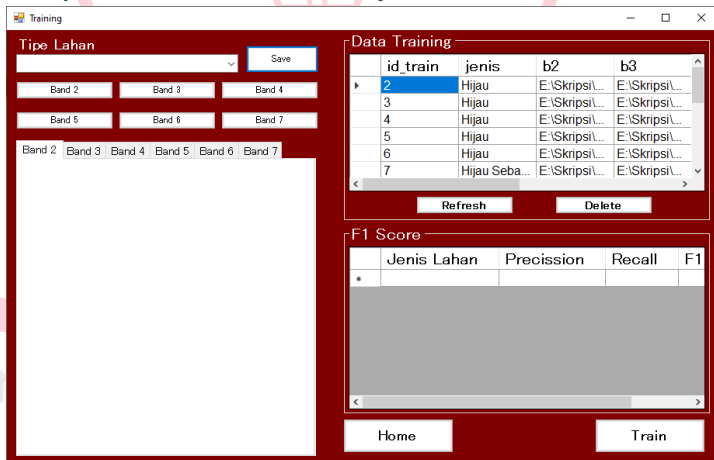 Training
Tipe Lahan
Save
Band 2 Band 3 Band 4
Band 5 Band 6 Band 7
Band 2 Band 3 Band 4 Band 5 Band 6 Band 7
Data Training
id_train jenis b2 b3
2 Hijau E:\Skripsi\... E:\Skripsi\...
3 Hijau E:\Skripsi\... E:\Skripsi\...
4 Hijau E:\Skripsi\... E:\Skripsi\...
5 Hijau E:\Skripsi\... E:\Skripsi\...
6 Hijau E:\Skripsi\... E:\Skripsi\...
7 Hijau Seba... E:\Skripsi\... E:\Skripsi\...
Refresh Delete
F1 Score
Jenis Lahan Precission Recall F1
Home Train